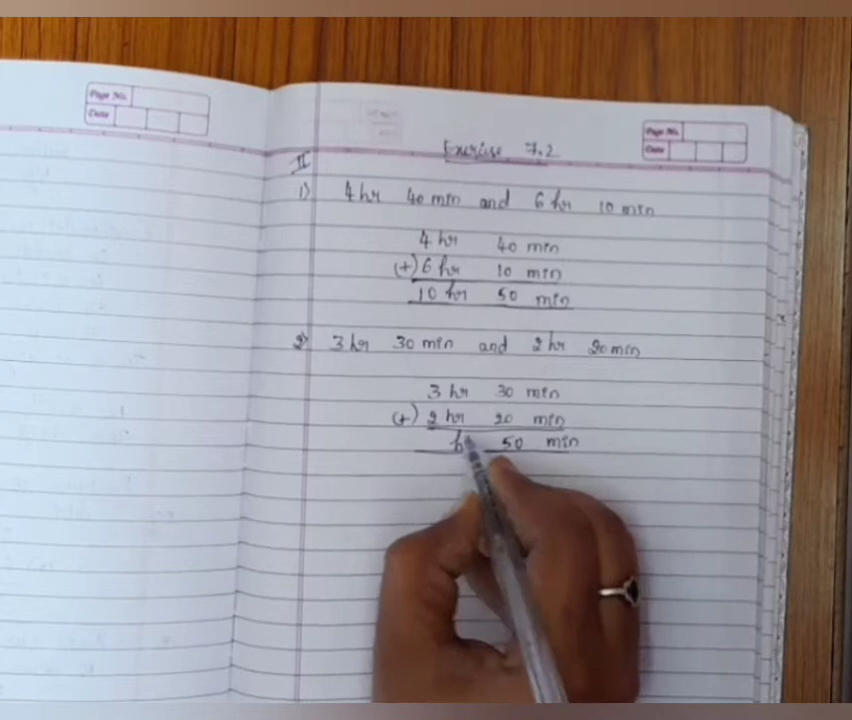 Page No.
Date
Page No.
Date
Exercise 7.2
II
1) 4 hr 40 min and 6 hr 10 min
4 hr 40 min
(+) 6 hr 10 min
10 hr 50 min
2) 3 hr 30 min and 2 hr 20 min
3 hr 30 min
(+) 2 hr 20 min
50 min